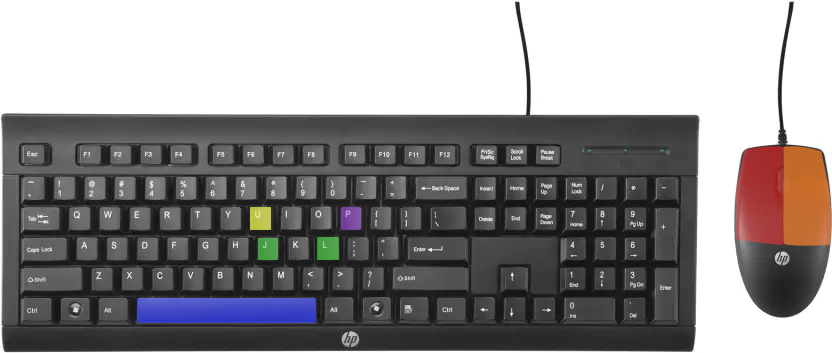 Esc F1 F2 F3 F4 F5 F6 F7 F8 F9 F10 F11 F12 PrtSc SysRq Scroll Lock Pause Break
~ ` ! 1 @ 2 # 3 $ 4 % 5 ^ 6 & 7 * 8 ( 9 ) 0 _ - + = ←Back Space Insert Home Page Up Num Lock / * -
Tab Q W E R T Y U I O P { [ } ] | \ Delete End Page Down 7 Home 8 ↑ 9 Pg Up +
Caps Lock A S D F G H J K L : ; " ' Enter 4 ← 5 6 →
⇧Shift Z X C V B N M < , > . ? / ⇧Shift ↑ 1 End 2 ↓ 3 Pg Dn Enter
Ctrl Alt Alt Ctrl ← ↓ → 0 Ins . Del
hp
hp